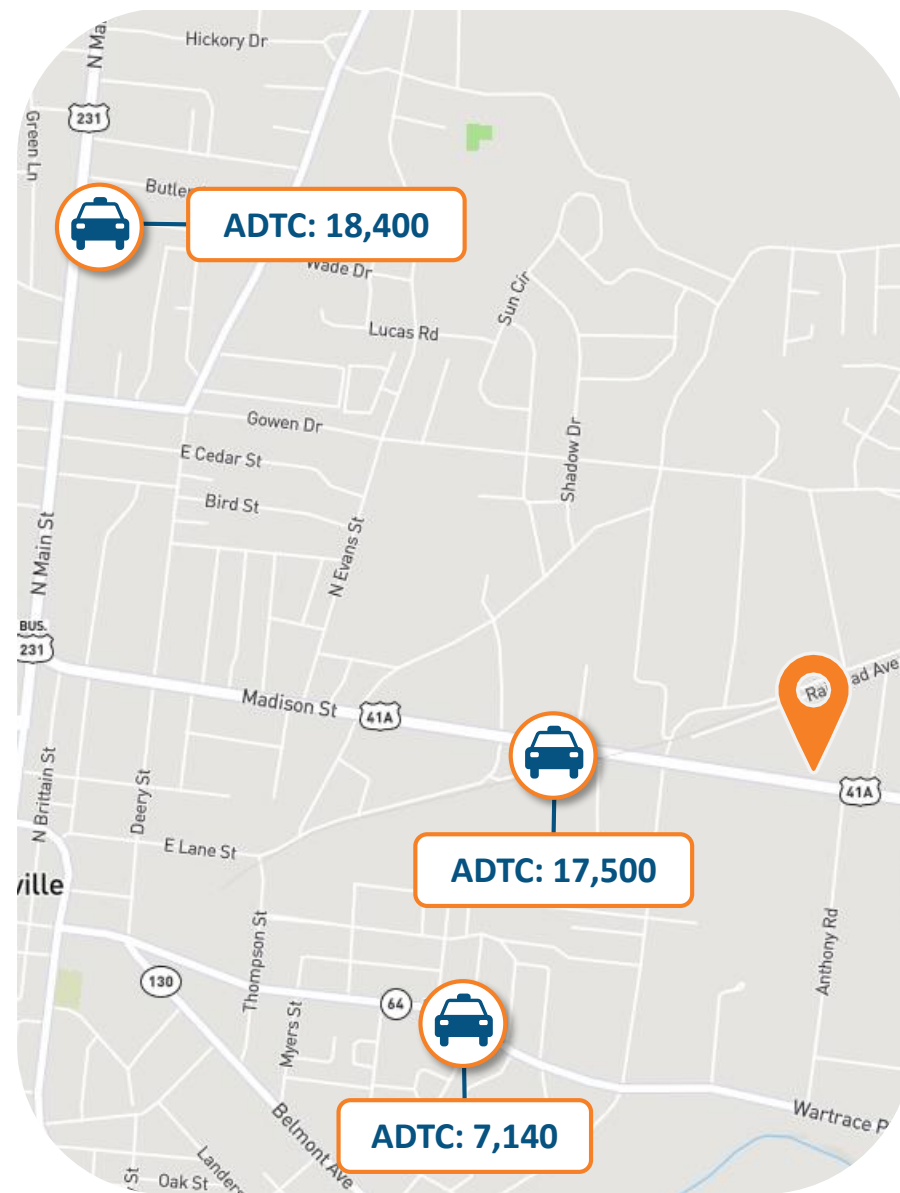 Hickory Dr
N Ma
231
Green Ln
Butler
ADTC: 18,400
Wade Dr
Sun Cir
Lucas Rd
Gowen Dr
Shadow Dr
E Cedar St
Bird St
N Main St
N Evans St
BUS.
231
Madison St
41A
Rai ad Ave
41A
N Brittain St
Deery St
E Lane St
ADTC: 17,500
ville
Thompson St
Anthony Rd
130
64
Myers St
Wartrace P
Belmont Ave
ADTC: 7,140
Landers
y St
Oak St